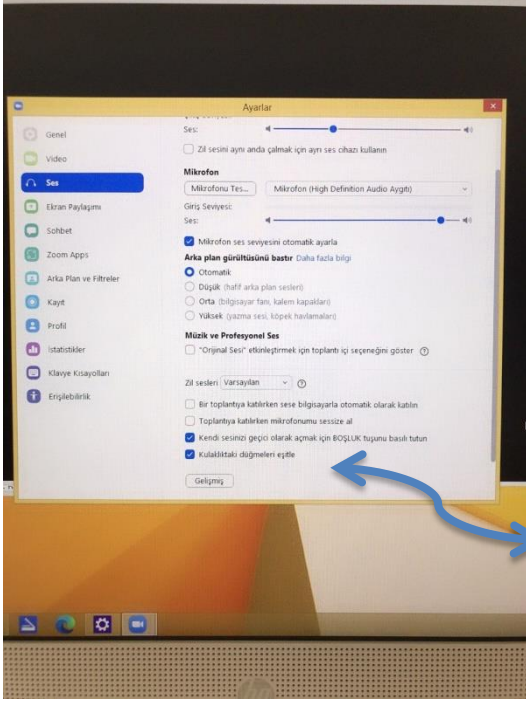 Ayarlar
Genel
Video
Ses
Ekran Paylaşımı
Sohbet
Zoom Apps
Arka Plan ve Filtreler
Kayıt
Profil
İstatistikler
Klavye Kısayolları
Erişilebilirlik
Ses:
Zil sesini aynı anda çalmak için ayrı ses cihazı kullanın
Mikrofon
Mikrofonu Tes... Mikrofon (High Definition Audio Aygıtı)
Giriş Seviyesi:
Ses:
Mikrofon ses seviyesini otomatik ayarla
Arka plan gürültüsünü bastır Daha fazla bilgi
Otomatik
Düşük (hafif arka plan sesleri)
Orta (bilgisayar fanı, kalem kapakları)
Yüksek (yazma sesi, köpek havlamaları)
Müzik ve Profesyonel Ses
"Orijinal Sesi" etkinleştirmek için toplantı içi seçeneğini göster
Zil sesleri Varsayılan
Bir toplantıya katılırken sese bilgisayarla otomatik olarak katılın
Toplantıya katılırken mikrofonumu sessize al
Kendi sesinizi geçici olarak açmak için BOŞLUK tuşunu basılı tutun
Kulaklıktaki düğmeleri eşitle
Gelişmiş
hp